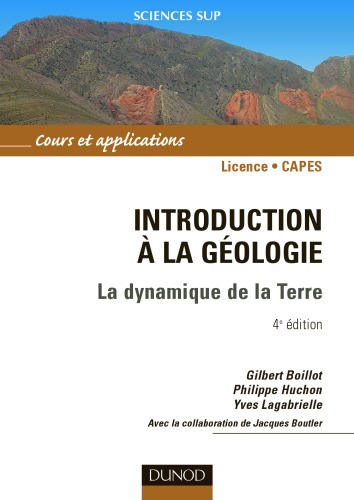 SCIENCES SUP
Cours et applications
Licence • CAPES
INTRODUCTION
À LA GÉOLOGIE
La dynamique de la Terre
4e édition
Gilbert Boillot
Philippe Huchon
Yves Lagabrielle
Avec la collaboration de Jacques Boutler
DUNOD